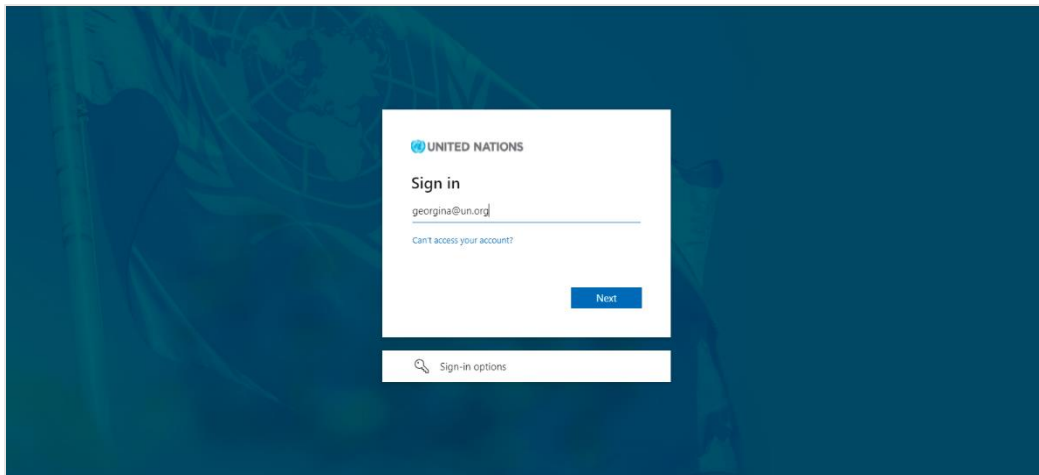 UNITED NATIONS
Sign in
georgina@un.org
Can't access your account?
Next
Sign-in options